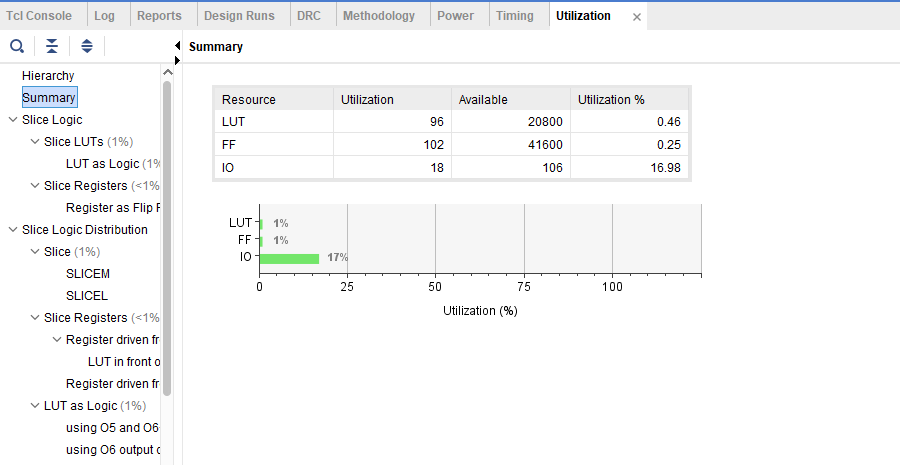 Tcl Console Log Reports Design Runs DRC Methodology Power Timing Utilization
Summary
Hierarchy
Summary
Slice Logic
Slice LUTs (1%)
LUT as Logic (1%
Slice Registers (<1%
Register as Flip F
Slice Logic Distribution
Slice (1%)
SLICEM
SLICEL
Slice Registers (<1%
Register driven fr
LUT in front o
Register driven fr
LUT as Logic (1%)
using O5 and O6
using O6 output o
Resource Utilization Available Utilization %
LUT 96 20800 0.46
FF 102 41600 0.25
IO 18 106 16.98
LUT 1%
FF 1%
IO 17%
0 25 50 75 100
Utilization (%)